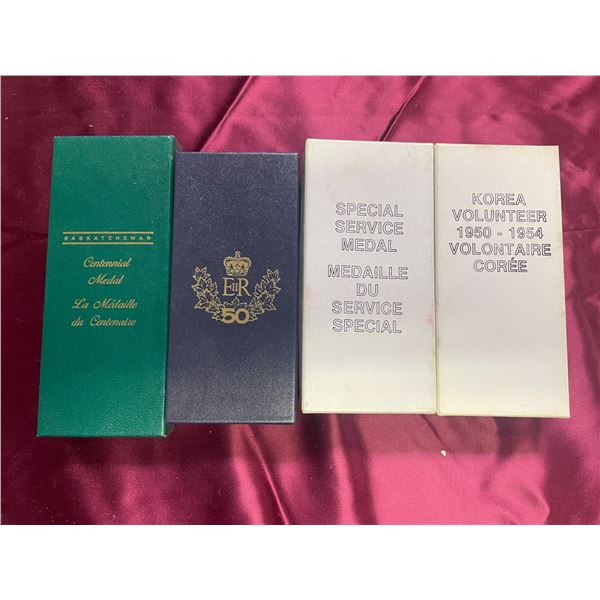 SASKATCHEWAN
Centennial
Medal
La Médaille
du Centenaire
EIIR
50
SPECIAL
SERVICE
MEDAL
MEDAILLE
DU
SERVICE
SPECIAL
KOREA
VOLUNTEER
1950 - 1954
VOLONTAIRE
CORÉE